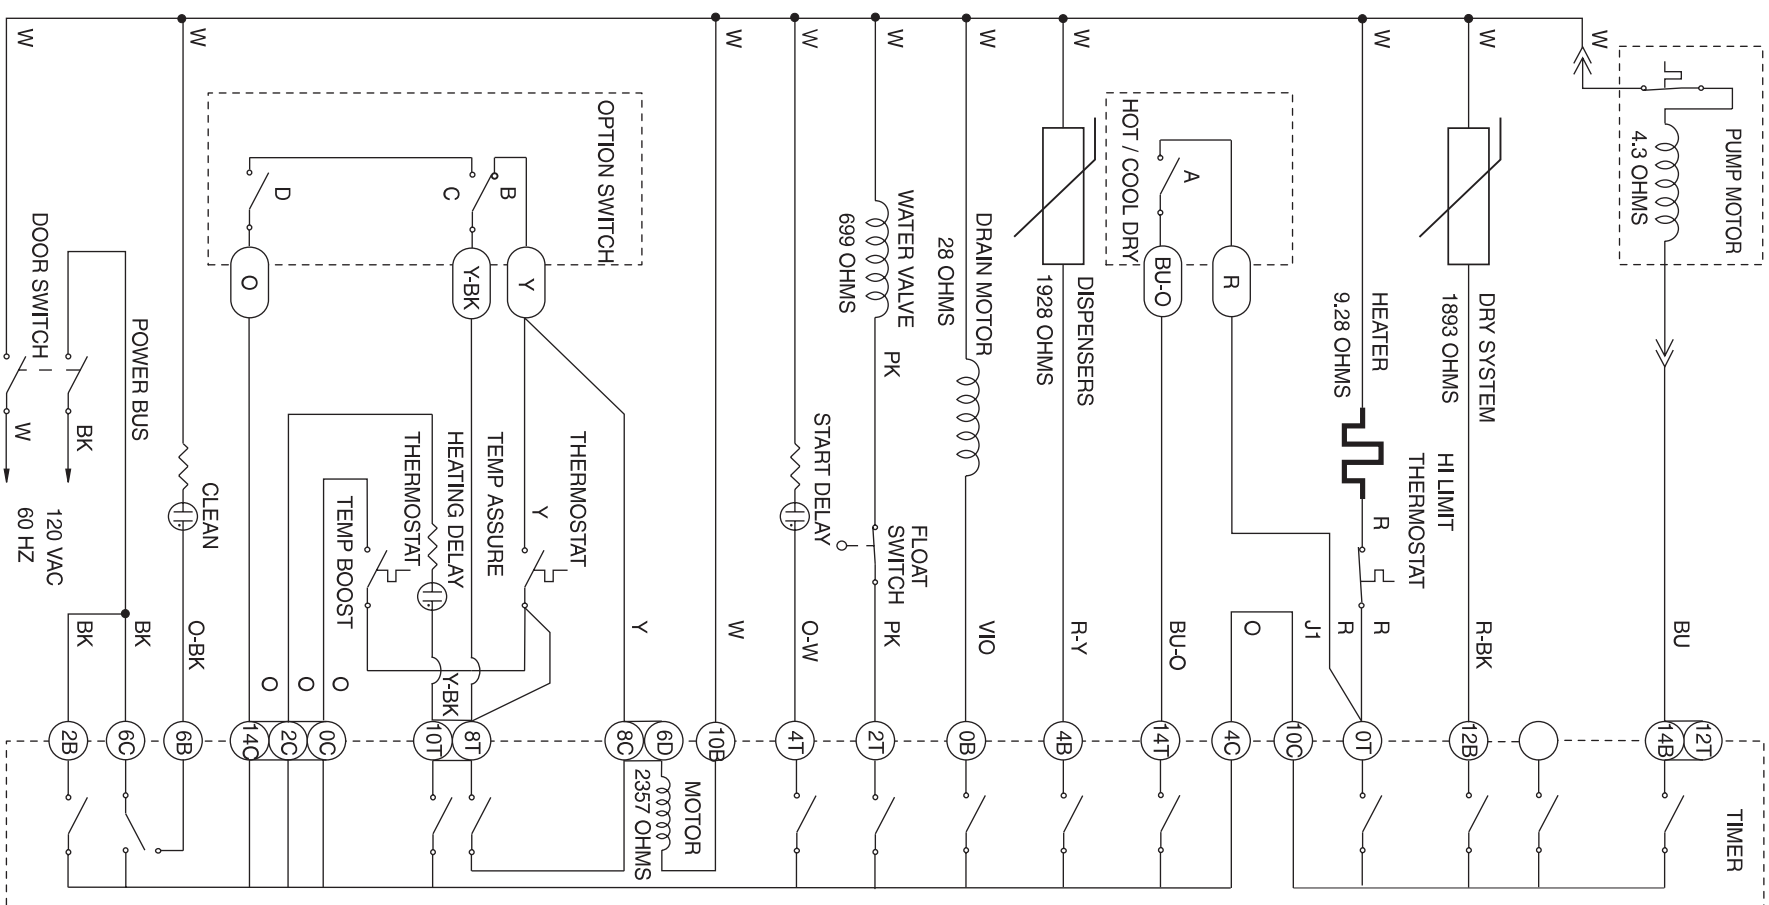 W
W
W
W
W
W
W
W
W
W
W
PUMP MOTOR
4.3 OHMS
BU
DRY SYSTEM
1893 OHMS
R-BK
HEATER
9.28 OHMS
HI LIMIT
THERMOSTAT
R
R
R
J1
O
HOT / COOL DRY
A
R
BU-O
BU-O
DISPENSERS
1928 OHMS
R-Y
DRAIN MOTOR
28 OHMS
VIO
WATER VALVE
699 OHMS
PK
FLOAT
SWITCH
PK
START DELAY
O-W
W
OPTION SWITCH
B
C
D
Y
Y-BK
O
THERMOSTAT
TEMP ASSURE
Y
Y
HEATING DELAY
THERMOSTAT
TEMP BOOST
Y-BK
O
O
O
CLEAN
O-BK
POWER BUS
DOOR SWITCH
BK
W
120 VAC
60 HZ
BK
BK
2B
6C
6B
14C
2C
0C
10T
8T
8C
6D
10B
4T
2T
0B
4B
14T
4C
10C
0T
12B
14B
12T
MOTOR
2357 OHMS
TIMER